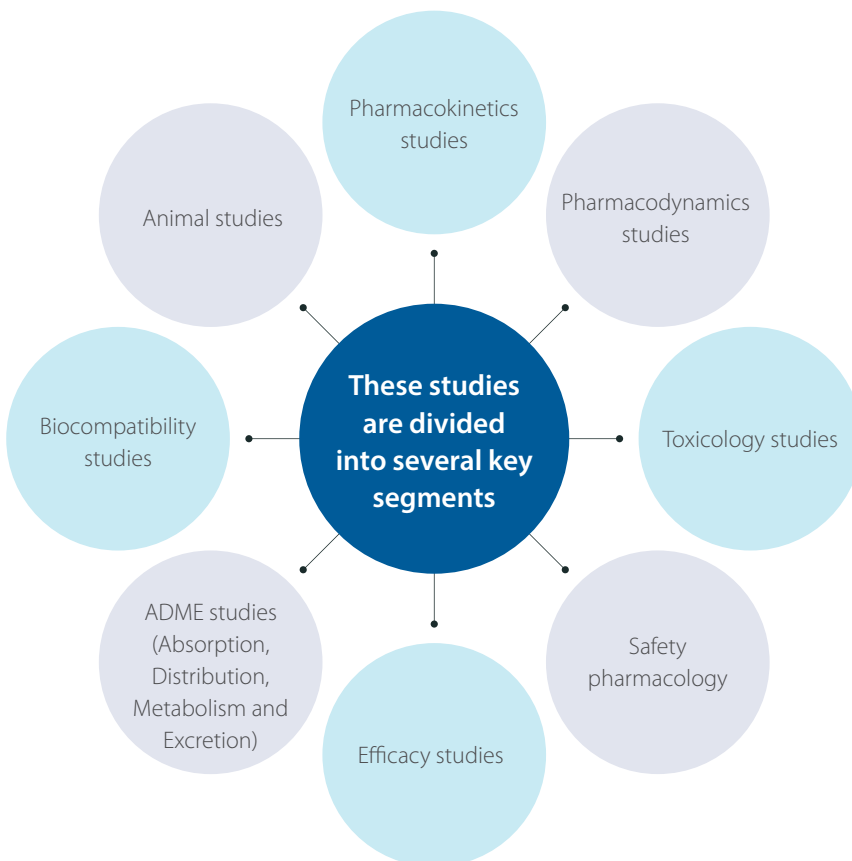 Pharmacokinetics
studies
Animal studies
Pharmacodynamics
studies
These studies
are divided
into several key
segments
Biocompatibility
studies
Toxicology studies
ADME studies
(Absorption,
Distribution,
Metabolism and
Excretion)
Safety
pharmacology
Efficacy studies